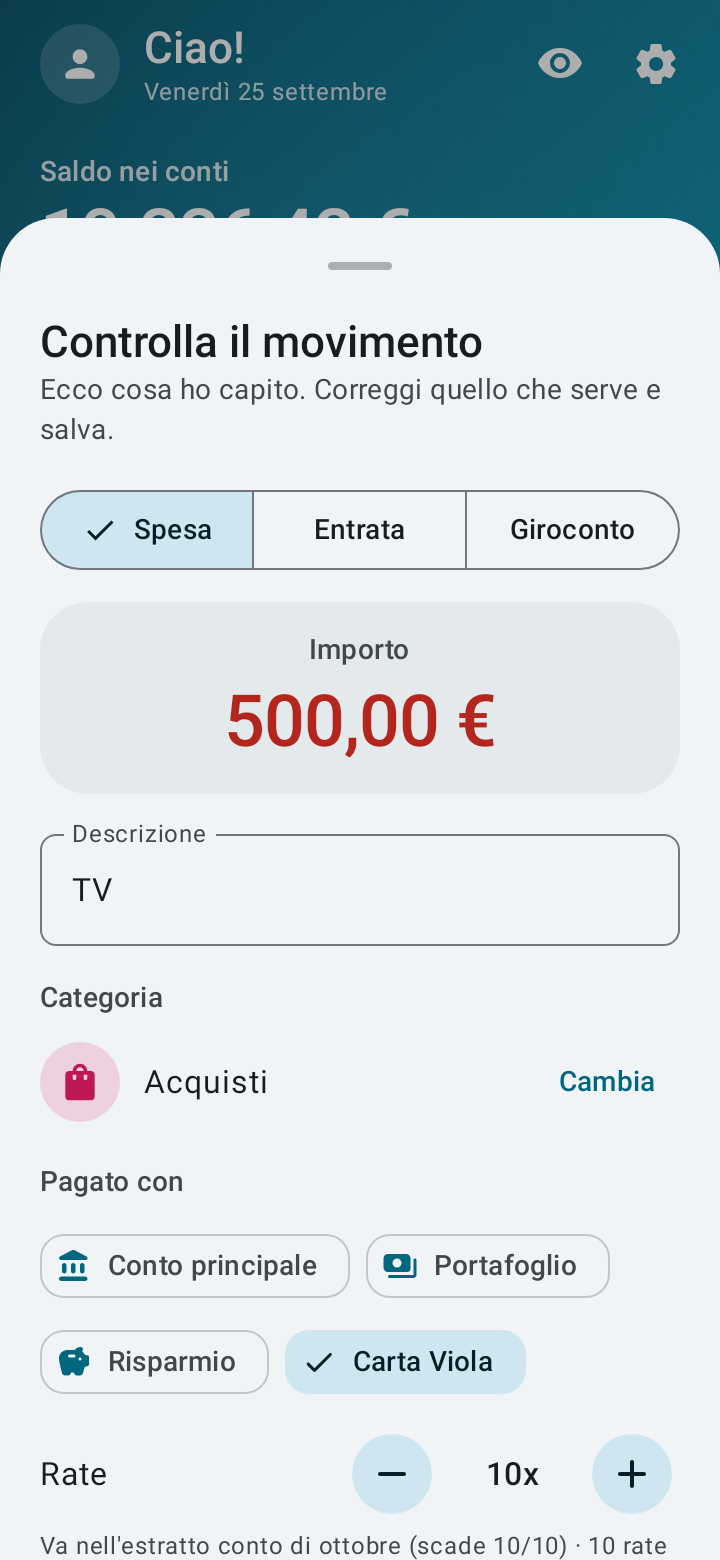 Ciao!
Venerdì 25 settembre
Saldo nei conti
Controlla il movimento
Ecco cosa ho capito. Correggi quello che serve e
salva.
Spesa
Entrata
Giroconto
Importo
500,00 €
Descrizione
TV
Categoria
Acquisti
Cambia
Pagato con
Conto principale
Portafoglio
Risparmio
Carta Viola
Rate
10x
Va nell'estratto conto di ottobre (scade 10/10) · 10 rate